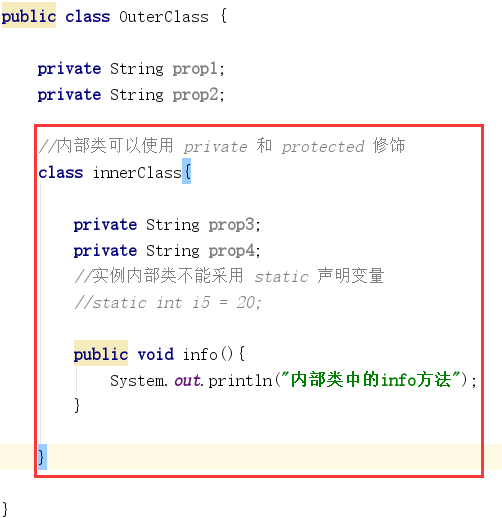 public class OuterClass {
private String prop1;
private String prop2;
//内部类可以使用 private 和 protected 修饰
class innerClass{
private String prop3;
private String prop4;
//实例内部类不能采用 static 声明变量
//static int i5 = 20;
public void info(){
System.out.println("内部类中的info方法");
}
}
}